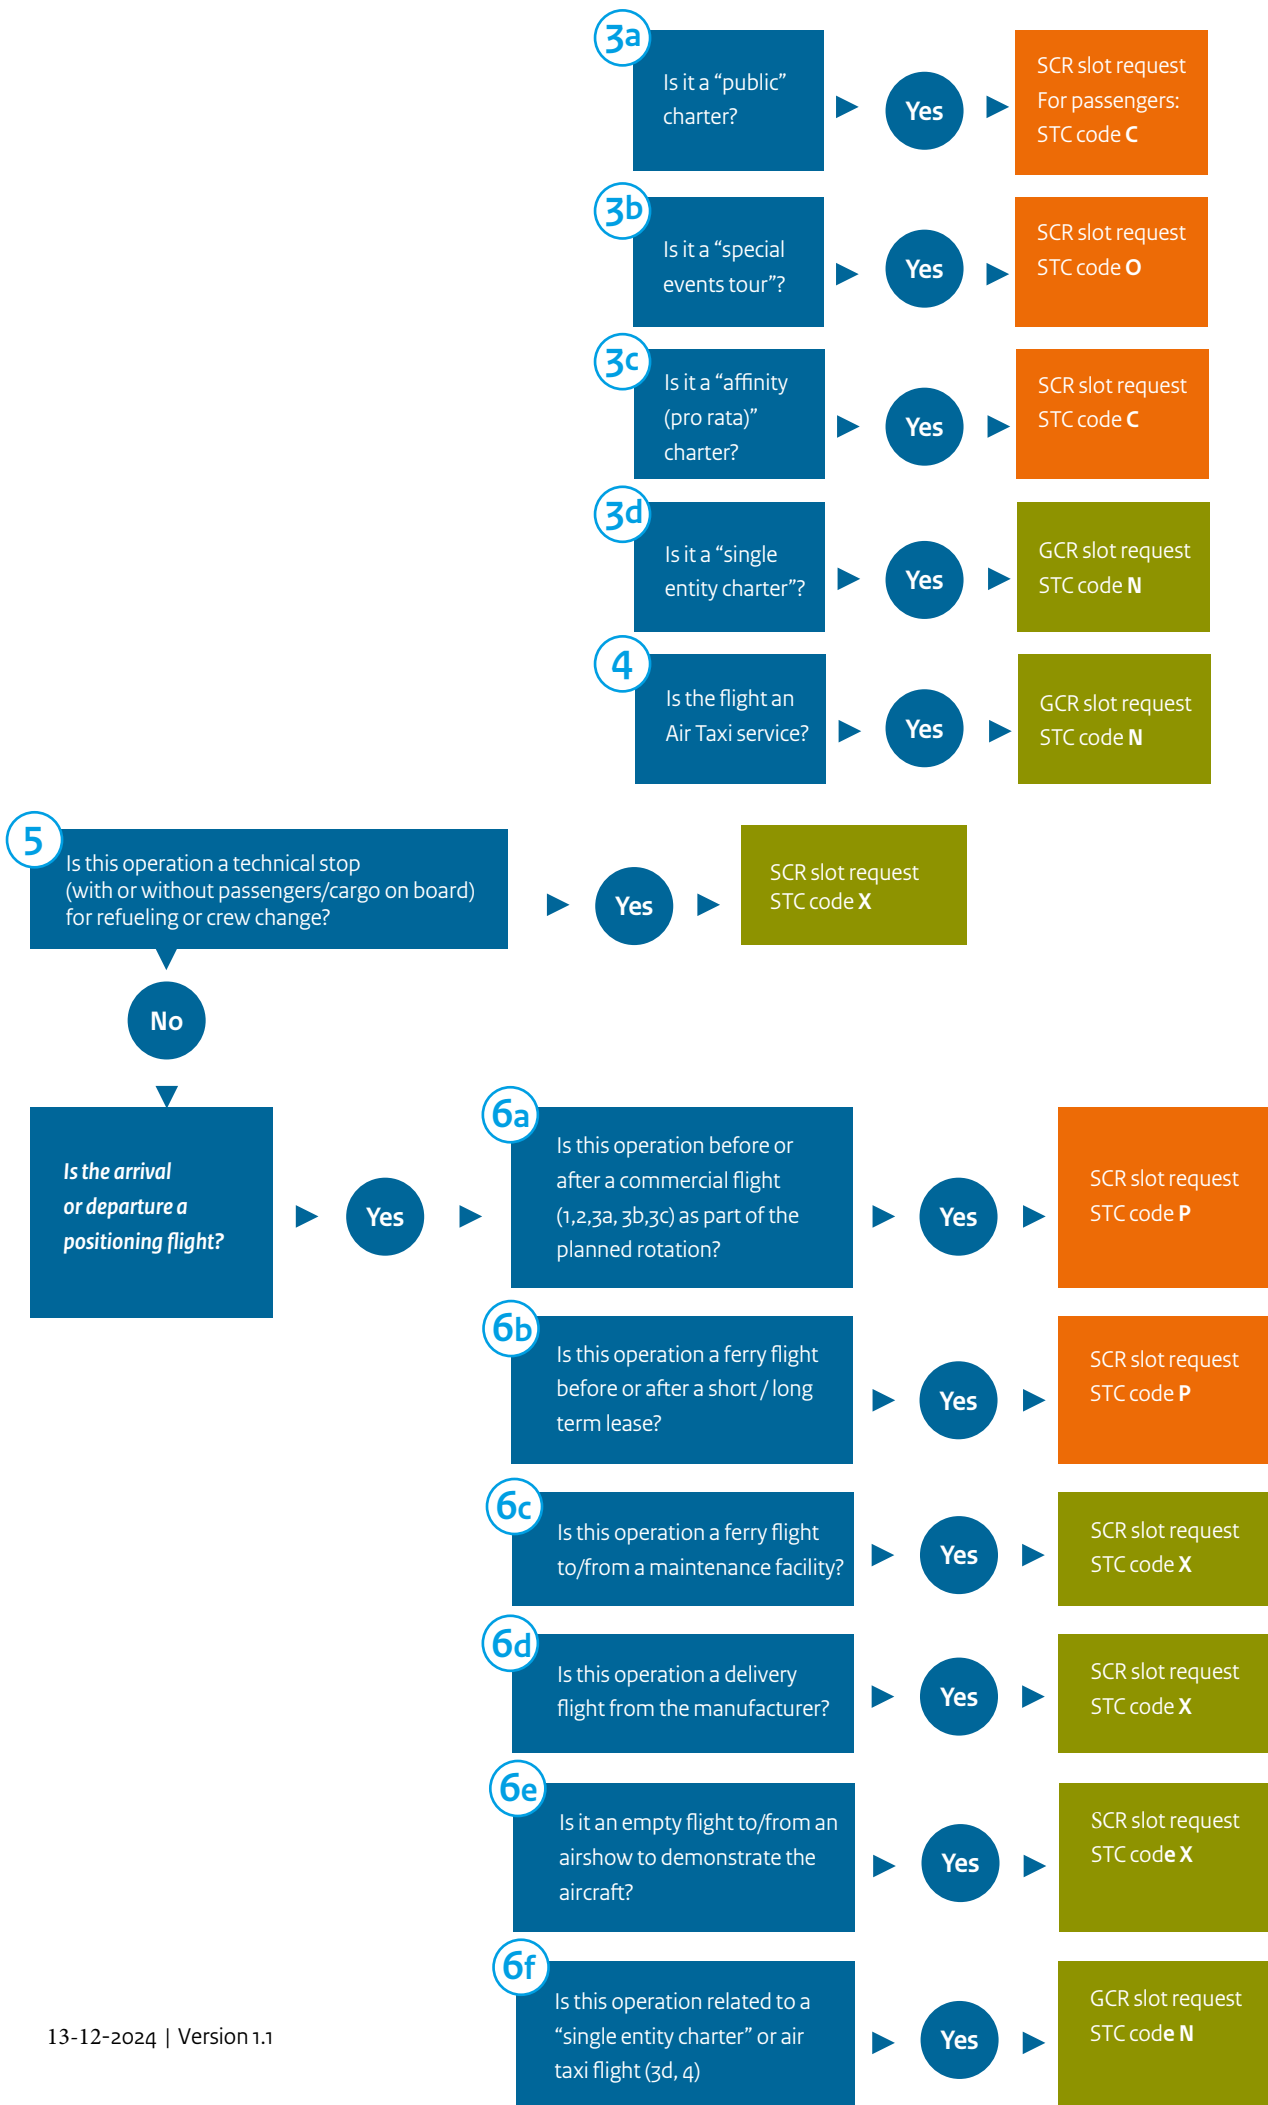 3a
Is it a “public”
charter?
Yes
SCR slot request
For passengers:
STC code C
3b
Is it a “special
events tour”?
Yes
SCR slot request
STC code O
3c
Is it a “affinity
(pro rata)”
charter?
Yes
SCR slot request
STC code C
3d
Is it a “single
entity charter”?
Yes
GCR slot request
STC code N
4
Is the flight an
Air Taxi service?
Yes
GCR slot request
STC code N
5
Is this operation a technical stop
(with or without passengers/cargo on board)
for refueling or crew change?
Yes
SCR slot request
STC code X
No
Is the arrival
or departure a
positioning flight?
Yes
6a
Is this operation before or
after a commercial flight
(1,2,3a, 3b,3c) as part of the
planned rotation?
Yes
SCR slot request
STC code P
6b
Is this operation a ferry flight
before or after a short / long
term lease?
Yes
SCR slot request
STC code P
6c
Is this operation a ferry flight
to/from a maintenance facility?
Yes
SCR slot request
STC code X
6d
Is this operation a delivery
flight from the manufacturer?
Yes
SCR slot request
STC code X
6e
Is it an empty flight to/from an
airshow to demonstrate the
aircraft?
Yes
SCR slot request
STC code X
6f
Is this operation related to a
“single entity charter” or air
taxi flight (3d, 4)
Yes
GCR slot request
STC code N
13-12-2024 | Version 1.1